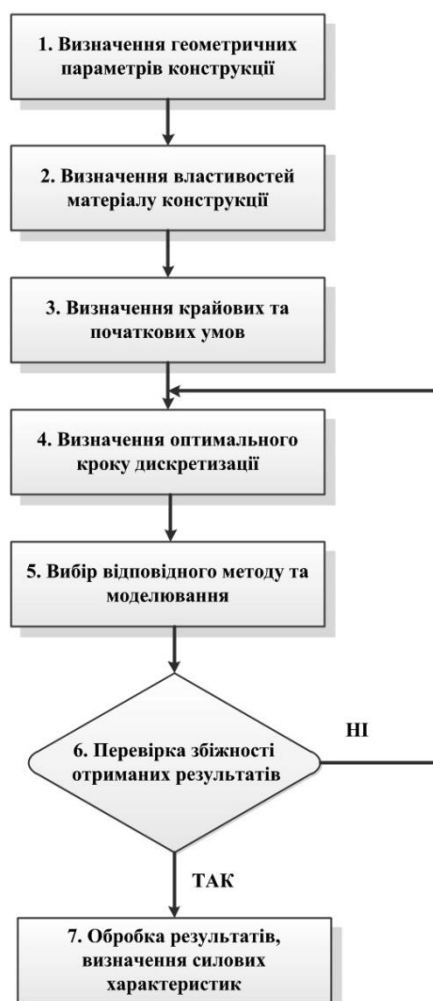 1. Визначення геометричних
параметрів конструкції
2. Визначення властивостей
матеріалу конструкції
3. Визначення крайових та
початкових умов
4. Визначення оптимального
кроку дискретизації
5. Вибір відповідного методу та
моделювання
6. Перевірка збіжності
отриманих результатів
НІ
ТАК
7. Обробка результатів,
визначення силових
характеристик